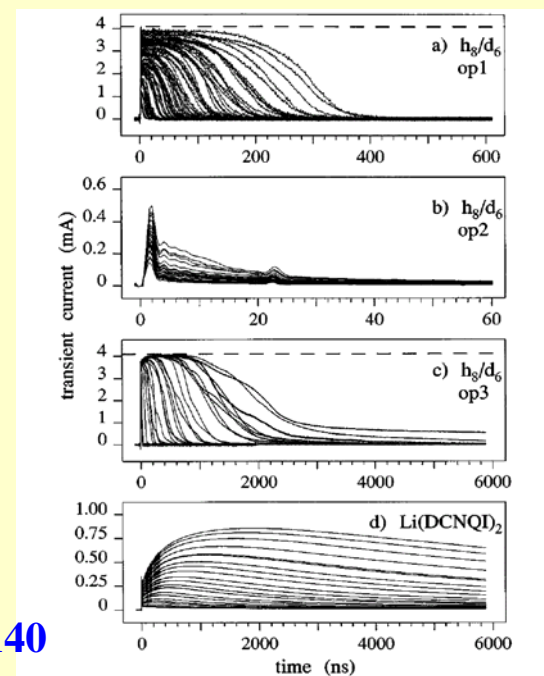 transient current (mA)
4
3
2
1
0
a) h₈/d₆
op1
0 200 400 600
0.6
0.4
0.2
0
b) h₈/d₆
op2
0 20 40 60
4
3
2
1
0
c) h₈/d₆
op3
0 2000 4000 6000
1.00
0.75
0.50
0.25
0
d) Li(DCNQI)₂
0 2000 4000 6000
time (ns)
40